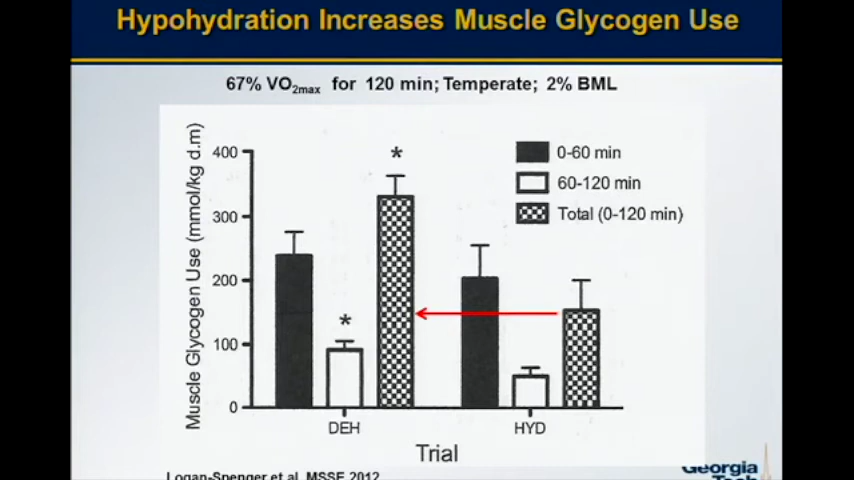 Hypohydration Increases Muscle Glycogen Use
67% VO2max for 120 min; Temperate; 2% BML
Muscle Glycogen Use (mmol/kg d.m)
400
300
200
100
0
*
*
0-60 min
60-120 min
Total (0-120 min)
DEH
HYD
Trial
Logan-Spenger et al. MSSE 2012
Georgia
Tech